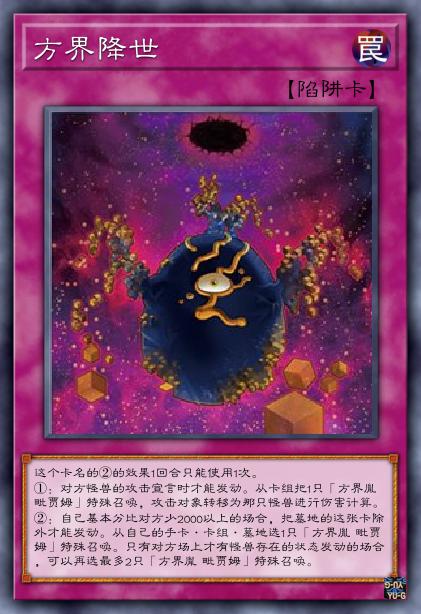 方界降世
罠
【陷阱卡】
这个卡名的②的效果1回合只能使用1次。
①：对方怪兽的攻击宣言时才能发动。从卡组把1只「方界胤
毗贾姆」特殊召唤，攻击对象转移为那只怪兽进行伤害计算。
②：自己基本分比对方少2000以上的场合，把墓地的这张卡除
外才能发动。从自己的手卡·卡组·墓地选1只「方界胤 毗贾
姆」特殊召唤。只有对方场上才有怪兽存在的状态发动的场合
，可以再选最多2只「方界胤 毗贾姆」特殊召唤。